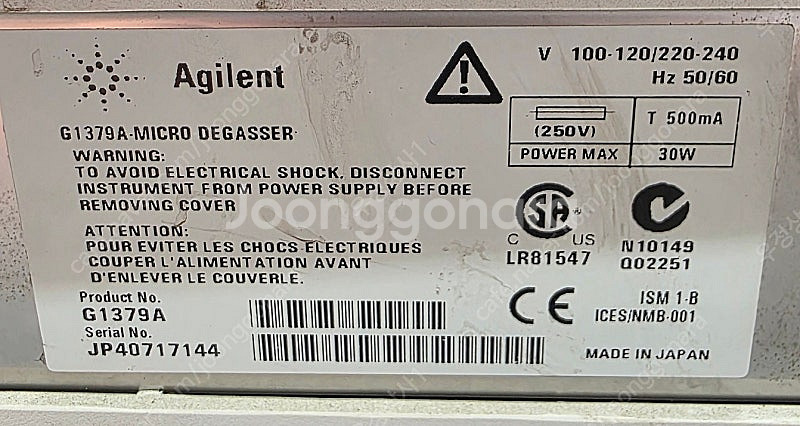 Agilent
V 100-120/220-240
Hz 50/60
G1379A-MICRO DEGASSER
(250V)
T 500mA
POWER MAX
30W
WARNING:
TO AVOID ELECTRICAL SHOCK, DISCONNECT
INSTRUMENT FROM POWER SUPPLY BEFORE
REMOVING COVER
ATTENTION:
POUR EVITER LES CHOCS ELECTRIQUES
COUPER L'ALIMENTATION AVANT
D'ENLEVER LE COUVERLE.
C US
LR81547
N10149
Q02251
Product No.
G1379A
Serial No.
JP40717144
CE
ISM 1-B
ICES/NMB-001
MADE IN JAPAN
Joonggonara